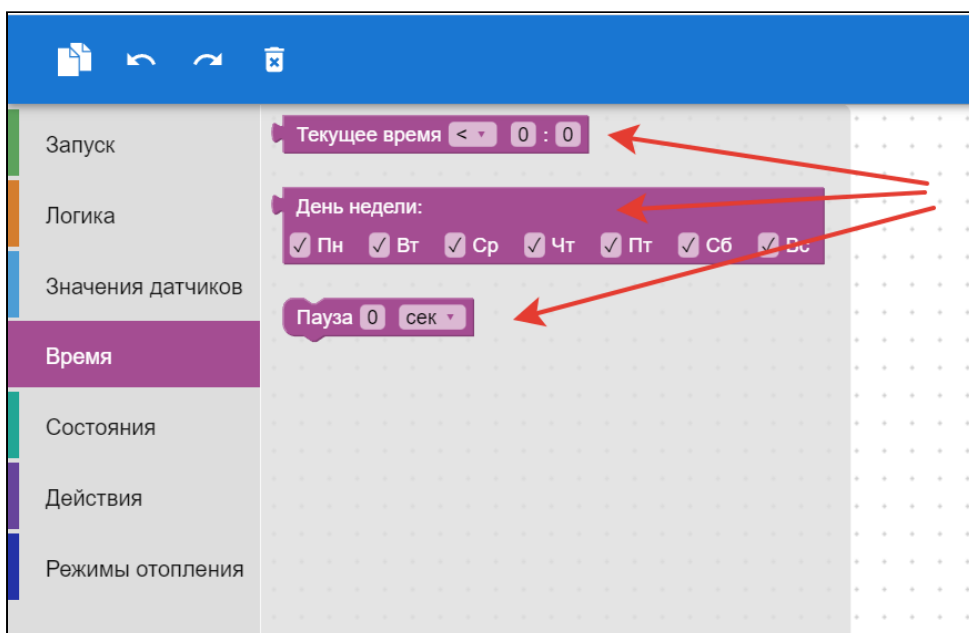 Запуск
Логика
Значения датчиков
Время
Состояния
Действия
Режимы отопления
Текущее время < 0 : 0
День недели:
Пн Вт Ср Чт Пт Сб Вс
Пауза 0 сек